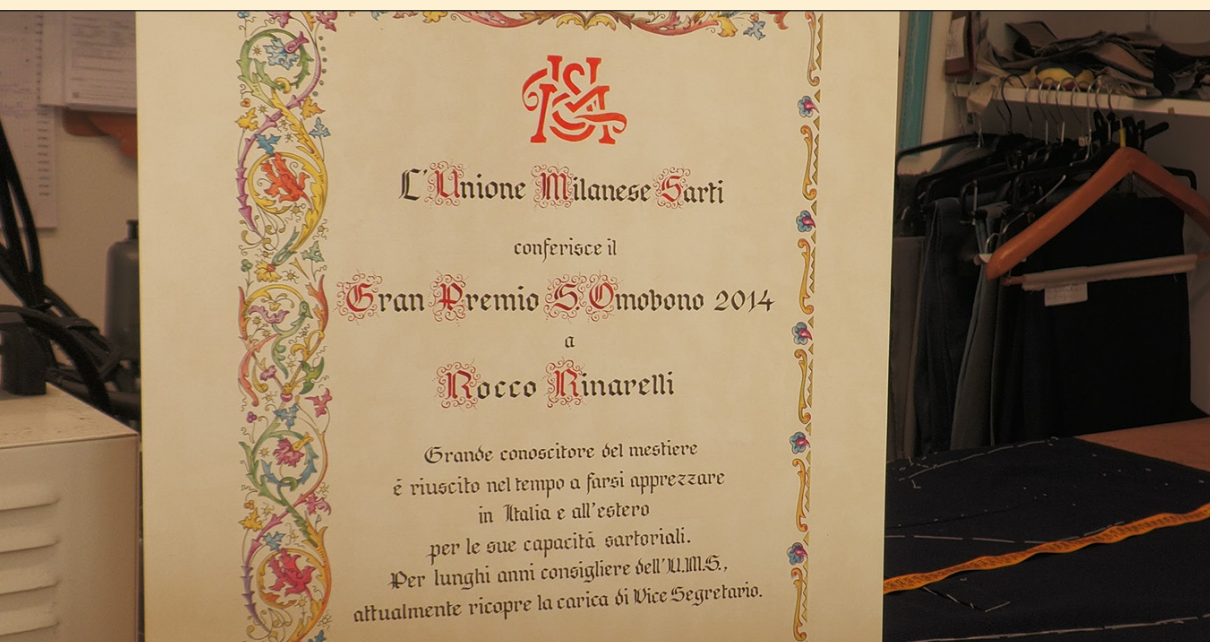 L'Unione Milanese Sarti
conferisce il
Gran Premio S. Omobono 2014
a
Rocco Rinarelli
Grande conoscitore del mestiere
è riuscito nel tempo a farsi apprezzare
in Italia e all'estero
per le sue capacità sartoriali.
Per lunghi anni consigliere dell'U.M.S.,
attualmente ricopre la carica di Vice Segretario.